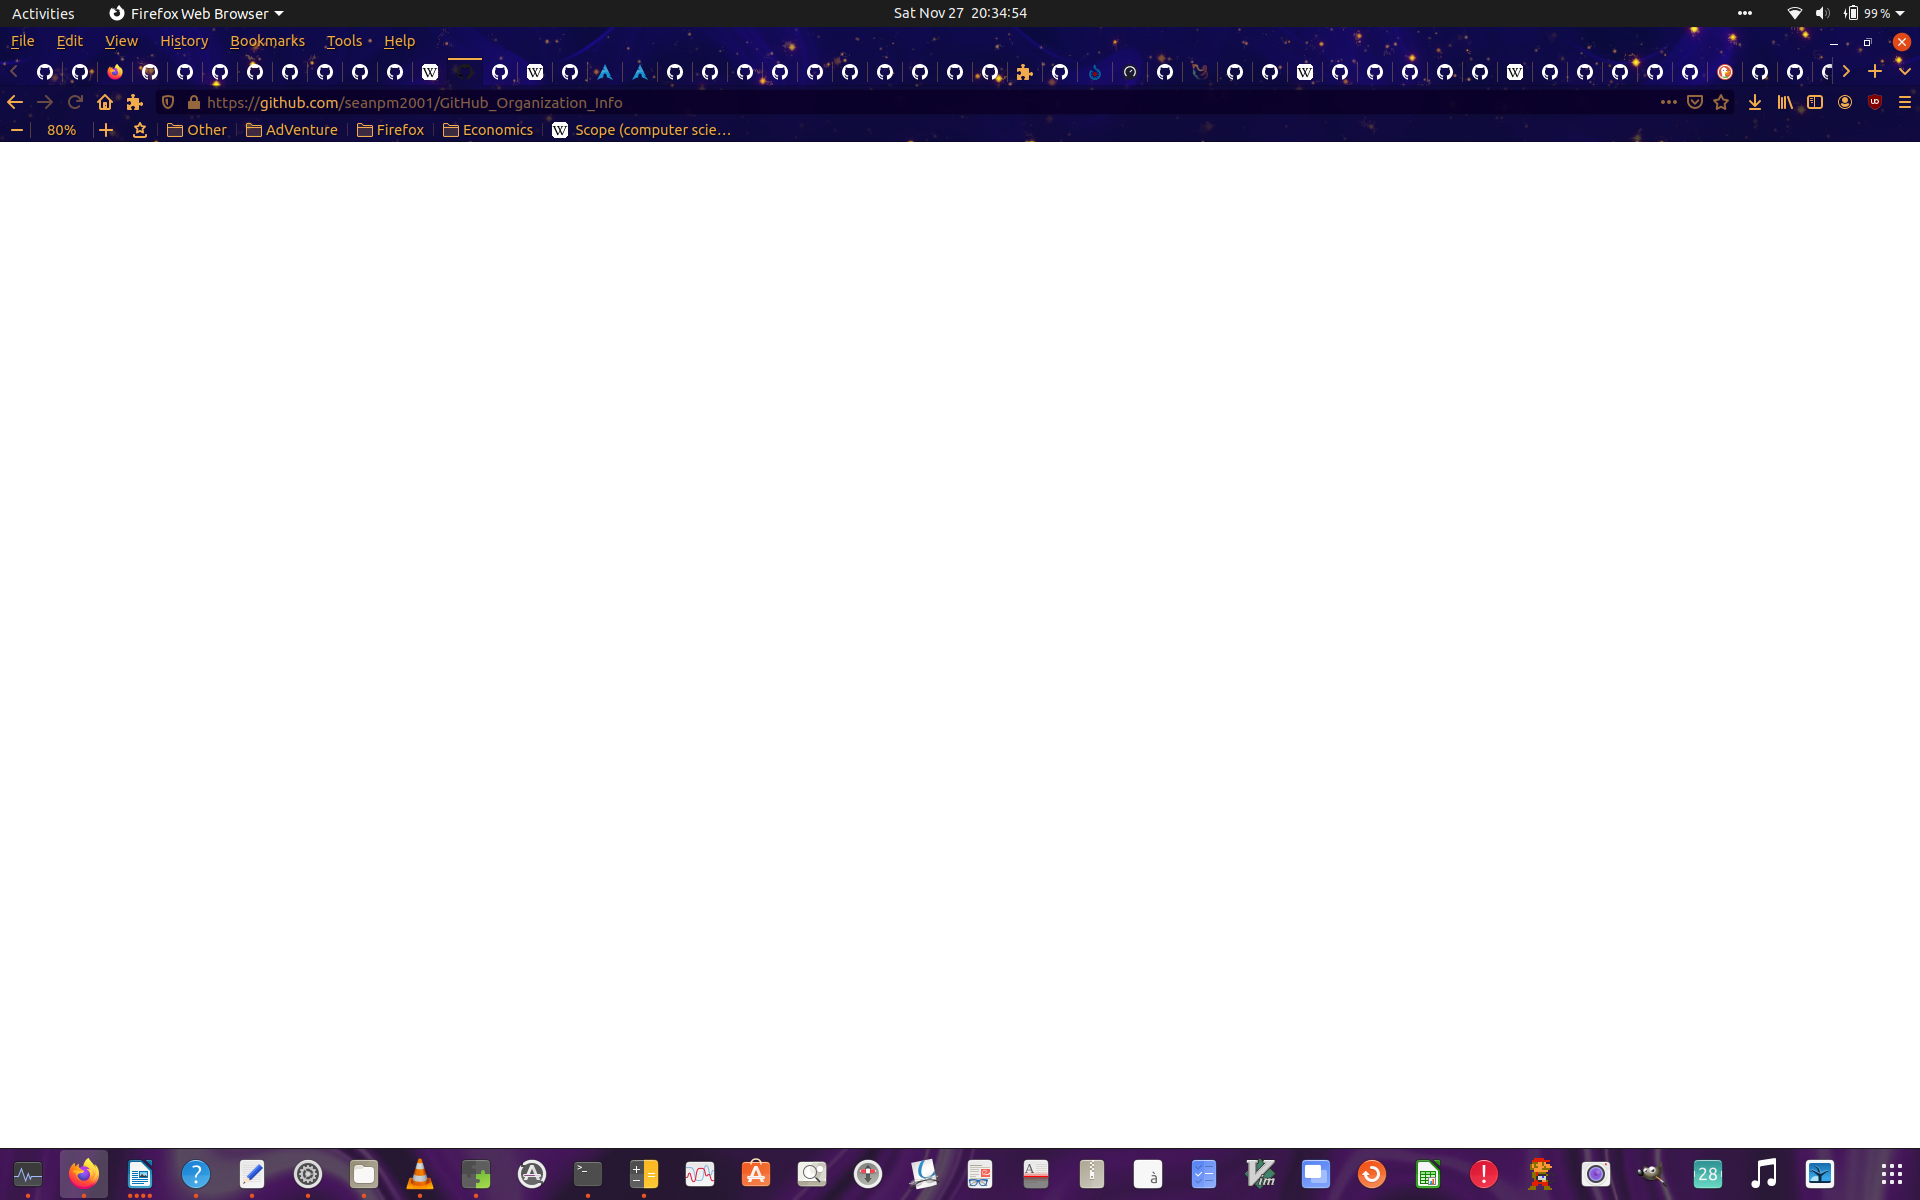 Activities Firefox Web Browser Sat Nov 27 20:34:54 99 %
File Edit View History Bookmarks Tools Help
https://github.com/seanpm2001/GitHub_Organization_Info
80% Other AdVenture Firefox Economics Scope (computer scie…
28